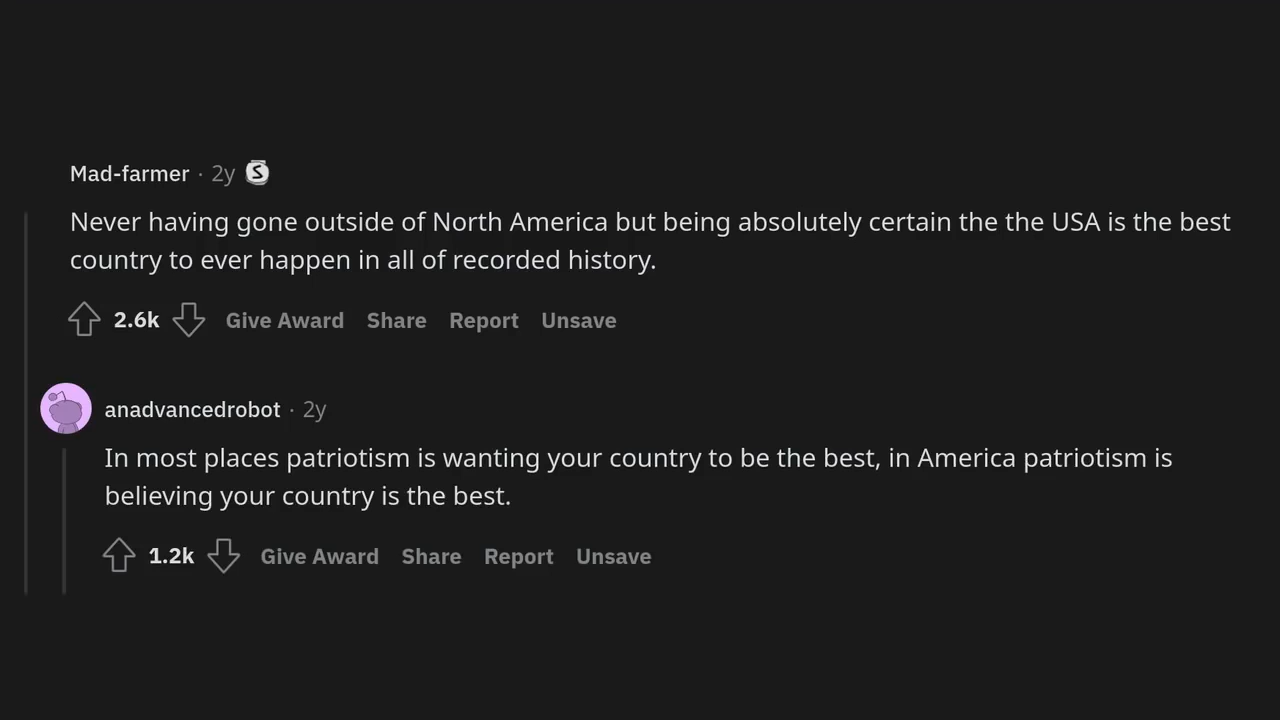 Mad-farmer · 2y S
Never having gone outside of North America but being absolutely certain the the USA is the best
country to ever happen in all of recorded history.
2.6k Give Award Share Report Unsave
anadvancedrobot · 2y
In most places patriotism is wanting your country to be the best, in America patriotism is
believing your country is the best.
1.2k Give Award Share Report Unsave